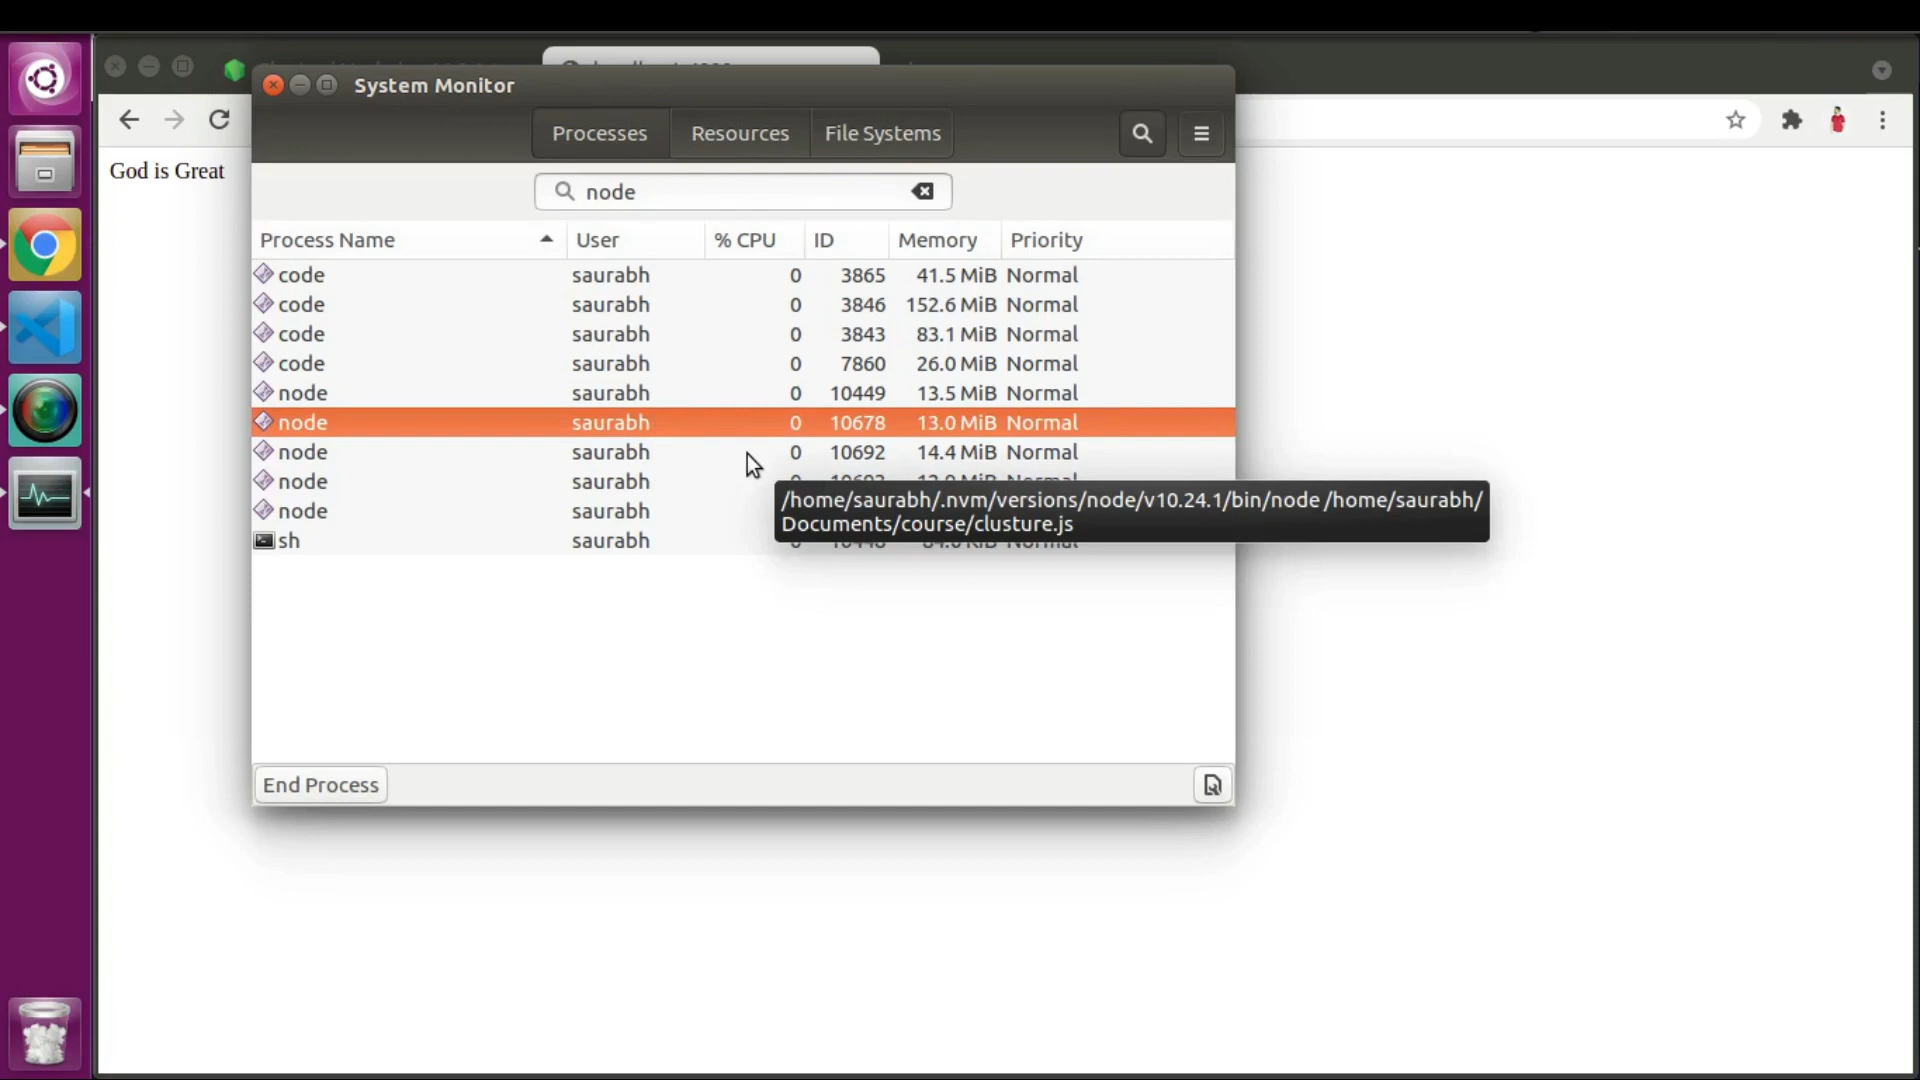 System Monitor
Processes Resources File Systems
God is Great
node
Process Name User % CPU ID Memory Priority
code saurabh 0 3865 41.5 MiB Normal
code saurabh 0 3846 152.6 MiB Normal
code saurabh 0 3843 83.1 MiB Normal
code saurabh 0 7860 26.0 MiB Normal
node saurabh 0 10449 13.5 MiB Normal
node saurabh 0 10678 13.0 MiB Normal
node saurabh 0 10692 14.4 MiB Normal
node saurabh
/home/saurabh/.nvm/versions/node/v10.24.1/bin/node /home/saurabh/
Documents/course/clusture.js
node saurabh
sh saurabh
End Process